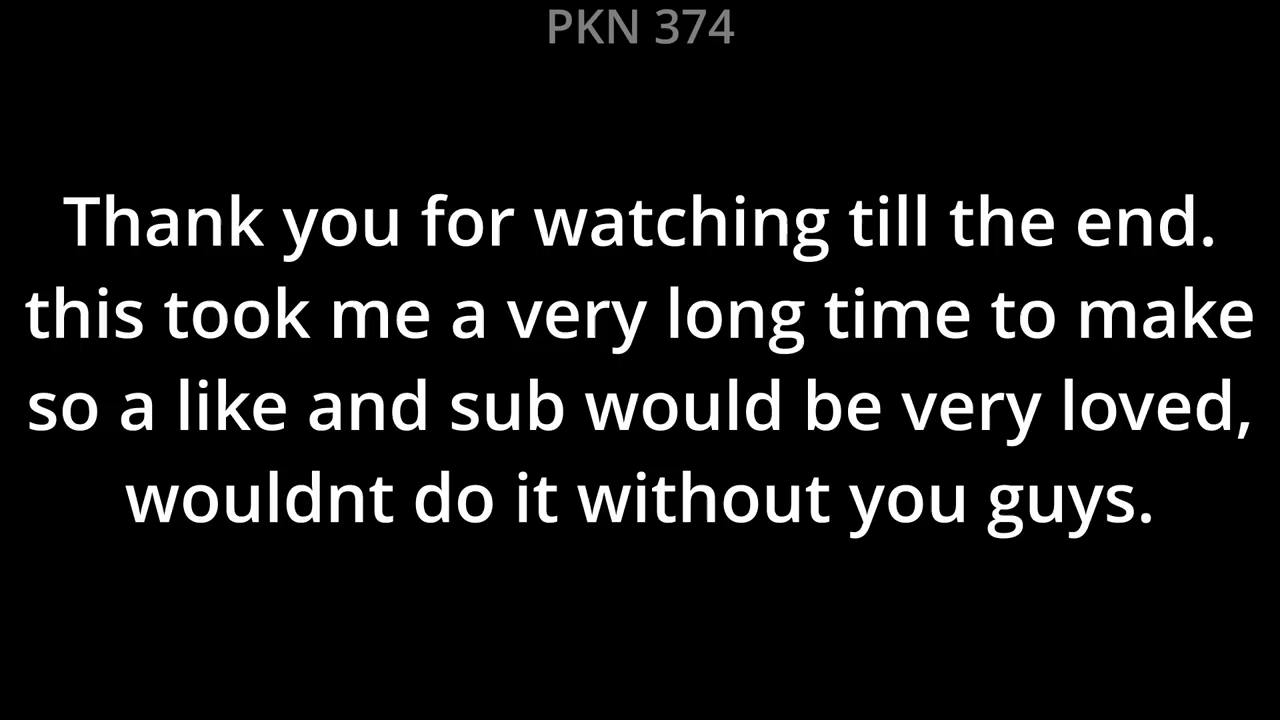 PKN 374
Thank you for watching till the end.
this took me a very long time to make
so a like and sub would be very loved,
wouldnt do it without you guys.